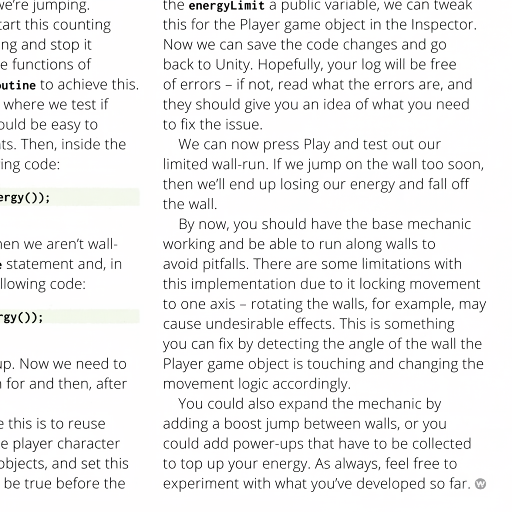 we're jumping.
tart this counting
ng and stop it
e functions of
outine to achieve this.
where we test if
ould be easy to
ts. Then, inside the
ing code:
ergy());
hen we aren't wall-
e statement and, in
llowing code:
rgy());
up. Now we need to
n for and then, after
e this is to reuse
e player character
objects, and set this
be true before the
the energyLimit a public variable, we can tweak
this for the Player game object in the Inspector.
Now we can save the code changes and go
back to Unity. Hopefully, your log will be free
of errors – if not, read what the errors are, and
they should give you an idea of what you need
to fix the issue.
We can now press Play and test out our
limited wall-run. If we jump on the wall too soon,
then we'll end up losing our energy and fall off
the wall.
By now, you should have the base mechanic
working and be able to run along walls to
avoid pitfalls. There are some limitations with
this implementation due to it locking movement
to one axis – rotating the walls, for example, may
cause undesirable effects. This is something
you can fix by detecting the angle of the wall the
Player game object is touching and changing the
movement logic accordingly.
You could also expand the mechanic by
adding a boost jump between walls, or you
could add power-ups that have to be collected
to top up your energy. As always, feel free to
experiment with what you've developed so far. W